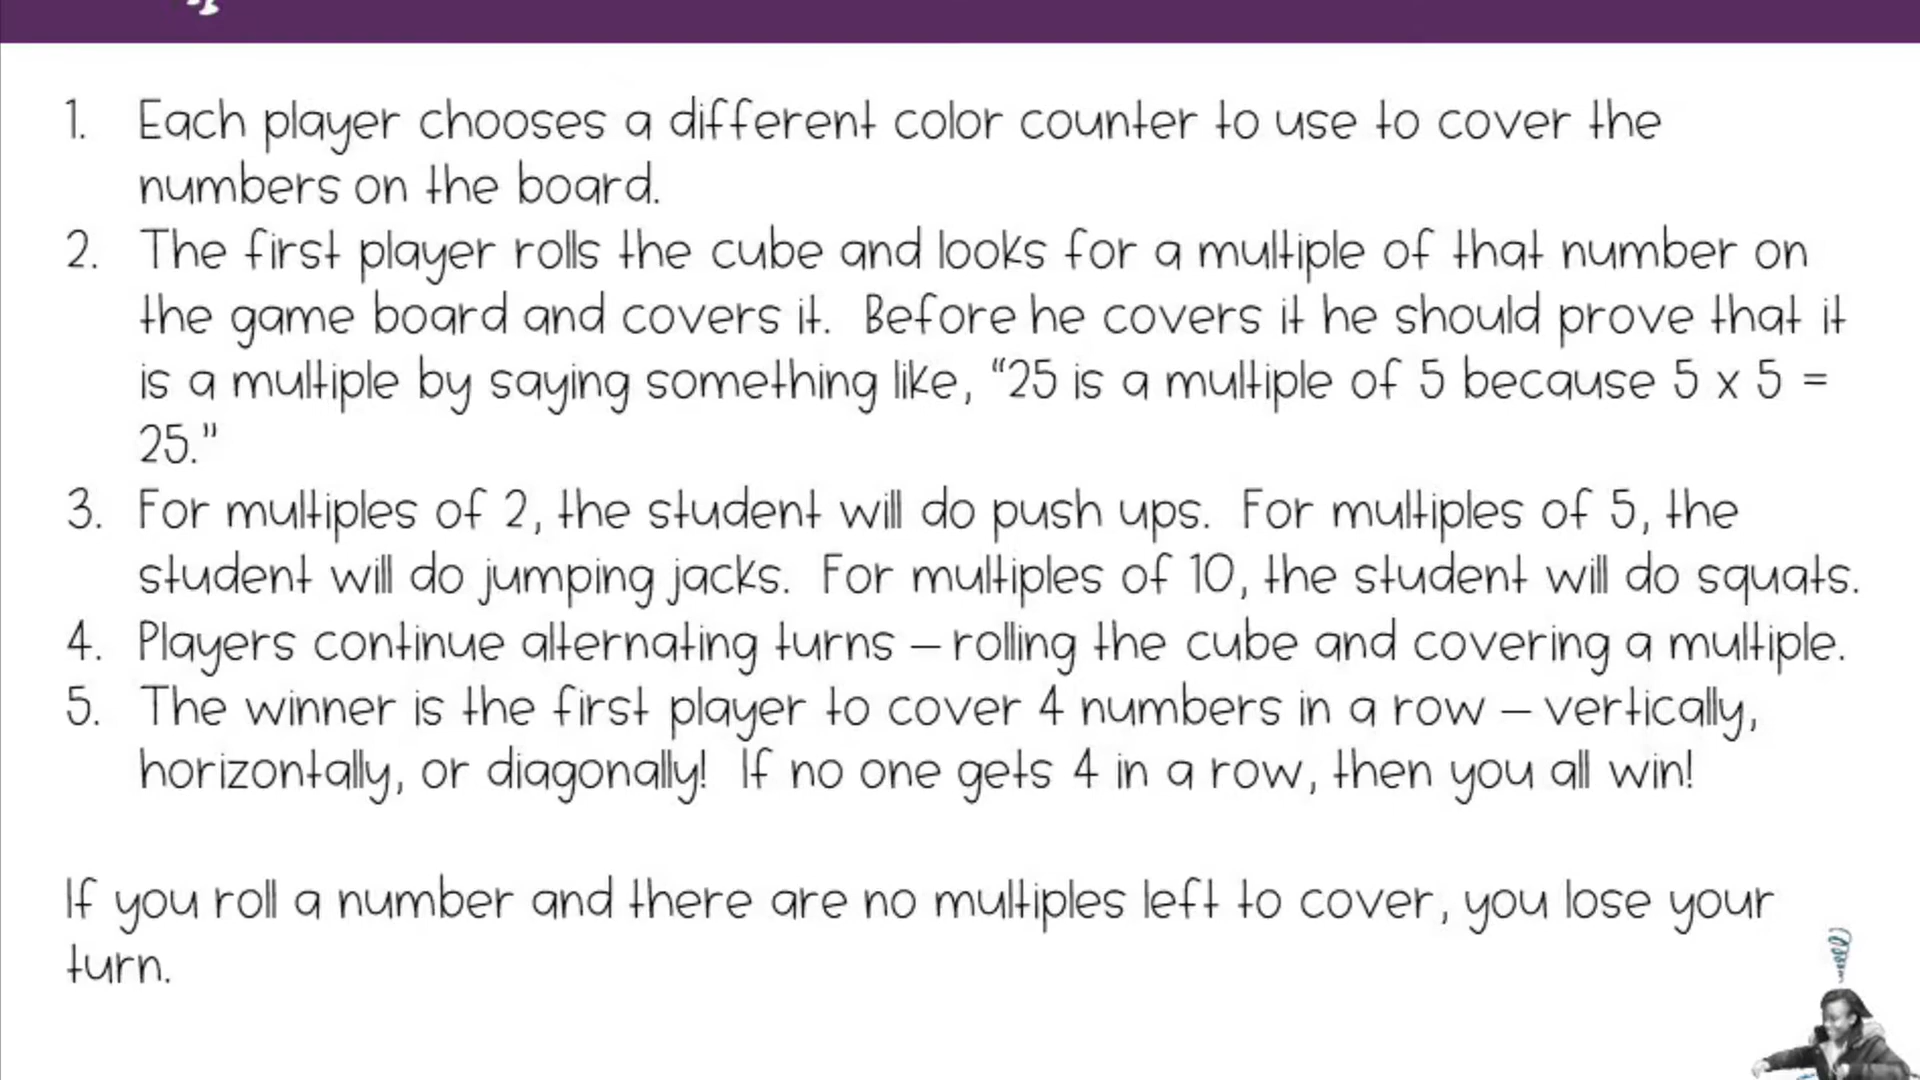 1. Each player chooses a different color counter to use to cover the
numbers on the board.
2. The first player rolls the cube and looks for a multiple of that number on
the game board and covers it. Before he covers it he should prove that it
is a multiple by saying something like, “25 is a multiple of 5 because 5 x 5 =
25.”
3. For multiples of 2, the student will do push ups. For multiples of 5, the
student will do jumping jacks. For multiples of 10, the student will do squats.
4. Players continue alternating turns – rolling the cube and covering a multiple.
5. The winner is the first player to cover 4 numbers in a row – vertically,
horizontally, or diagonally! If no one gets 4 in a row, then you all win!
If you roll a number and there are no multiples left to cover, you lose your
turn.